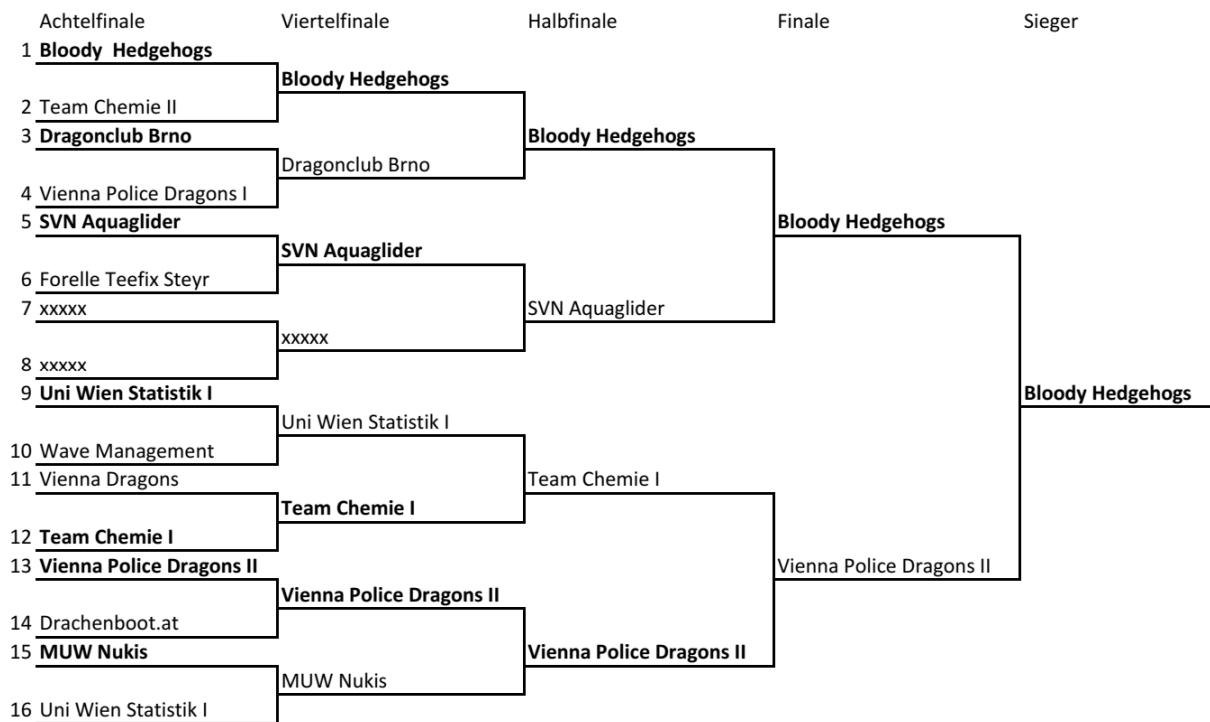 Achtelfinale Viertelfinale Halbfinale Finale Sieger
1 Bloody Hedgehogs
Bloody Hedgehogs
2 Team Chemie II
3 Dragonclub Brno
Bloody Hedgehogs
Dragonclub Brno
4 Vienna Police Dragons I
5 SVN Aquaglider
Bloody Hedgehogs
SVN Aquaglider
6 Forelle Teefix Steyr
7 xxxxx
SVN Aquaglider
xxxxx
8 xxxxx
9 Uni Wien Statistik I
Bloody Hedgehogs
Uni Wien Statistik I
10 Wave Management
11 Vienna Dragons
Team Chemie I
Team Chemie I
12 Team Chemie I
13 Vienna Police Dragons II
Vienna Police Dragons II
Vienna Police Dragons II
14 Drachenboot.at
15 MUW Nukis
Vienna Police Dragons II
MUW Nukis
16 Uni Wien Statistik I